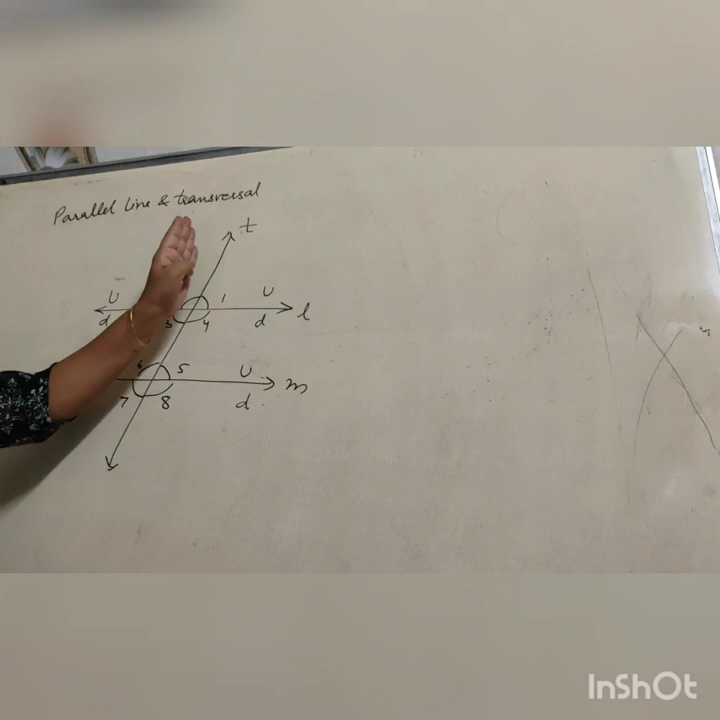 Parallel Line & transversal
t
U 1 U
d 3 4 d l
6 5 U
m
7 8 d
InShOt